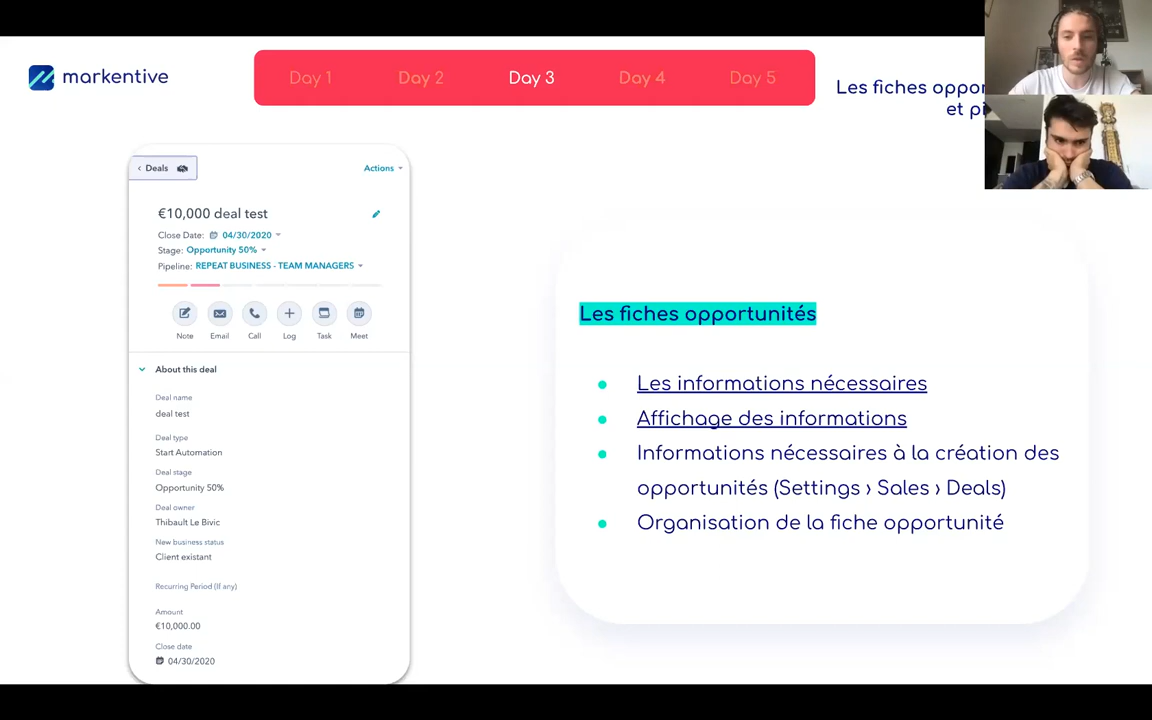 markentive
Day 1 Day 2 Day 3 Day 4 Day 5
Les fiches oppor
et pi
Deals
Actions
€10,000 deal test
Close Date: 04/30/2020
Stage: Opportunity 50%
Pipeline: REPEAT BUSINESS - TEAM MANAGERS
Note Email Call Log Task Meet
About this deal
Deal name
deal test
Deal type
Start Automation
Deal stage
Opportunity 50%
Deal owner
Thibault Le Bivic
New business status
Client existant
Recurring Period (If any)
Amount
€10,000.00
Close date
04/30/2020
Les fiches opportunités
Les informations nécessaires
Affichage des informations
Informations nécessaires à la création des
opportunités (Settings › Sales › Deals)
Organisation de la fiche opportunité